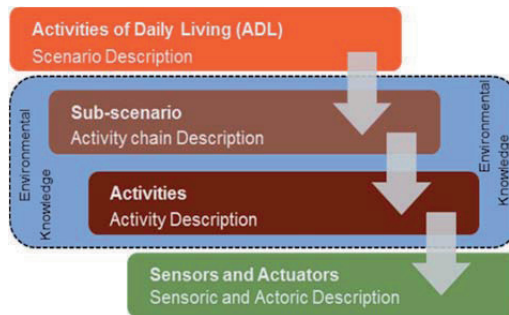 Activities of Daily Living (ADL)
Scenario Description
Sub-scenario
Activity chain Description
Environmental
Knowledge
Environmental
Knowledge
Activities
Activity Description
Sensors and Actuators
Sensoric and Actoric Description